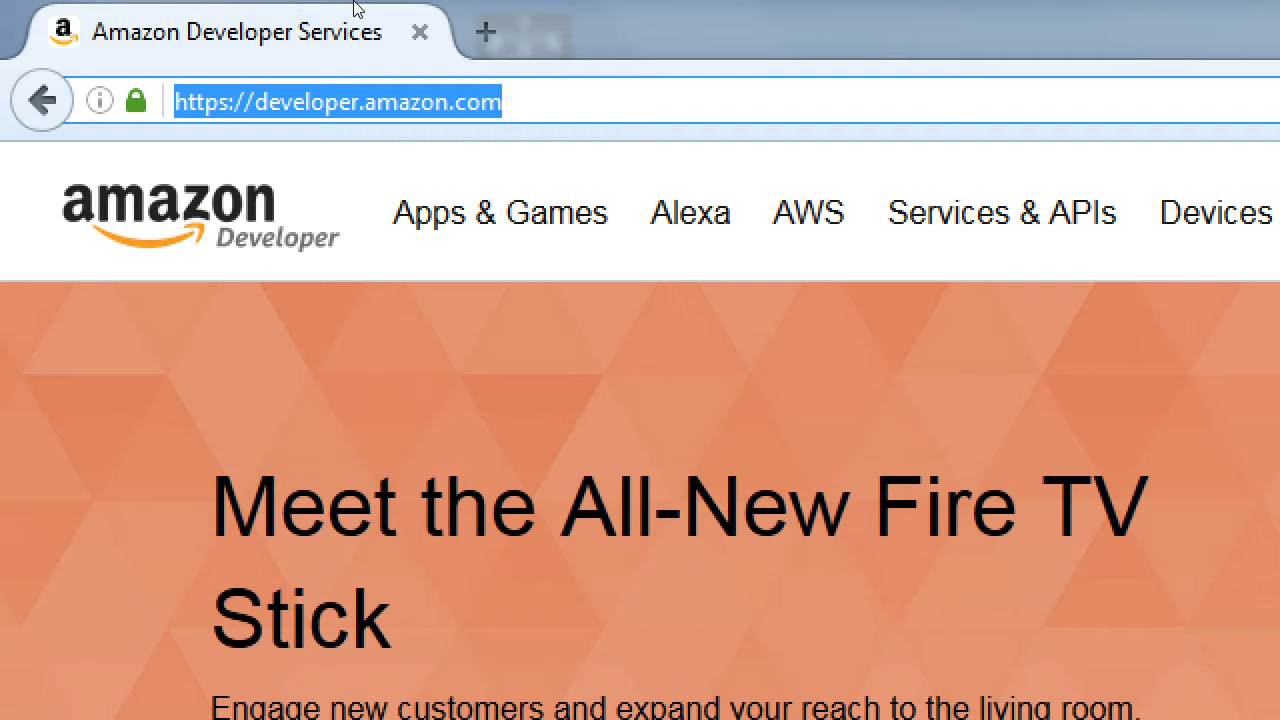 Amazon Developer Services
https://developer.amazon.com
amazon
Developer
Apps & Games Alexa AWS Services & APIs Devices
Meet the All-New Fire TV
Stick
Engage new customers and expand your reach to the living room.